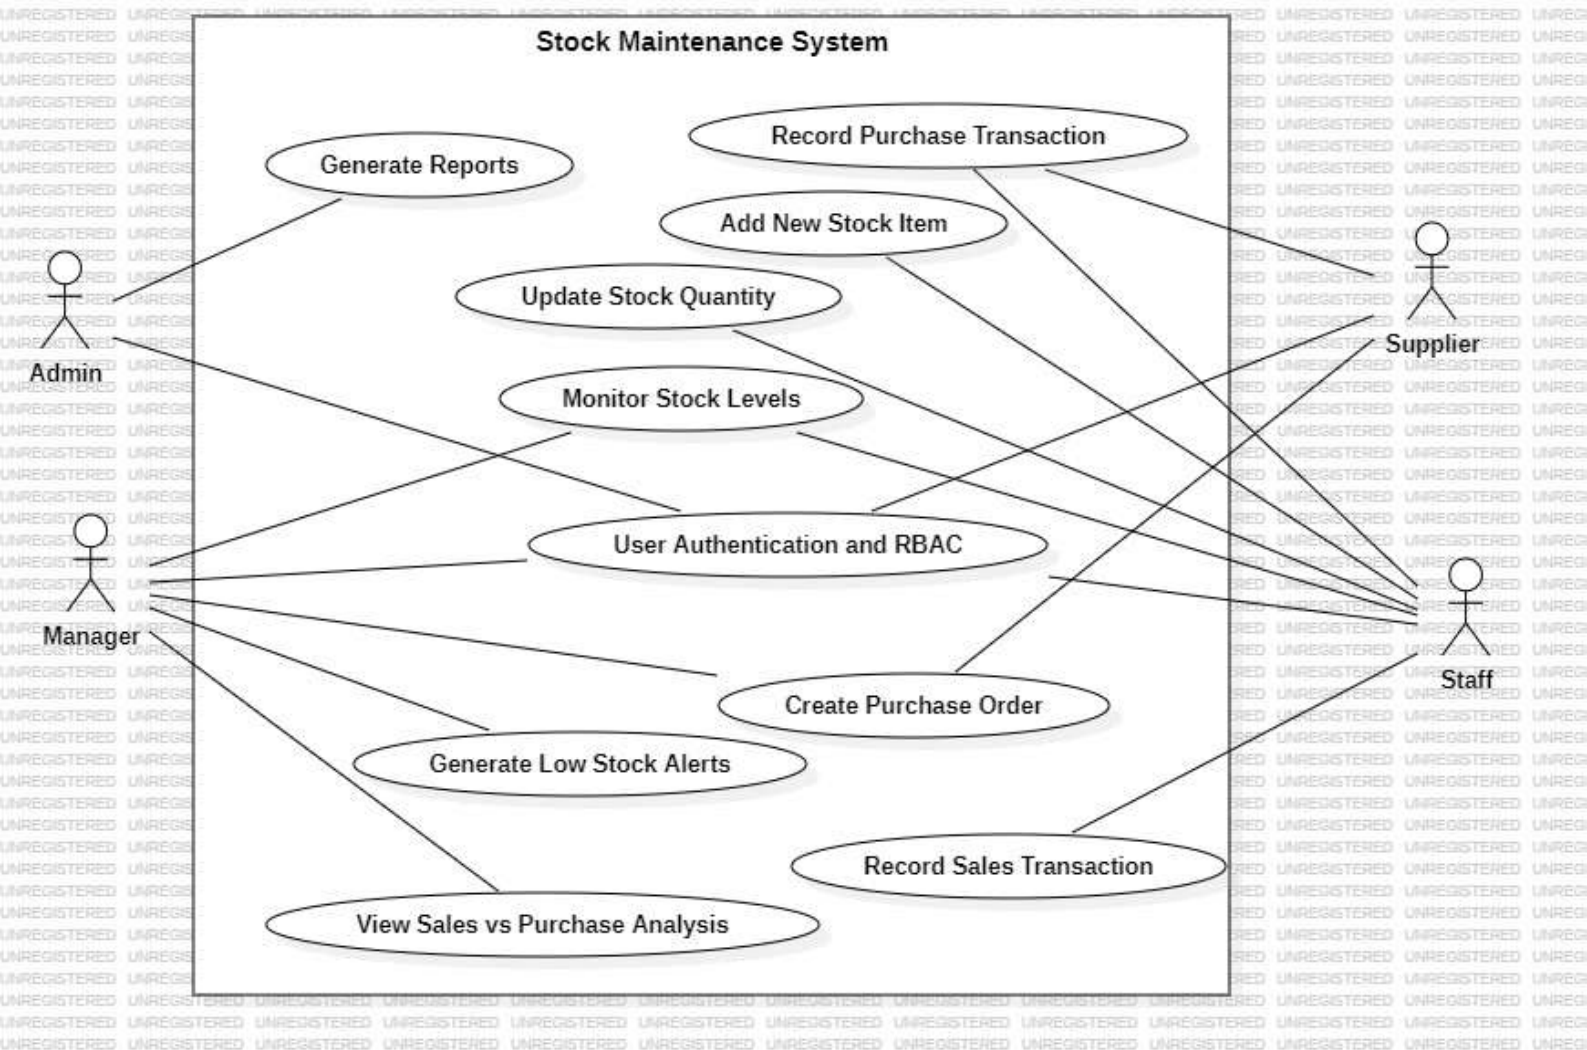 Stock Maintenance System
Record Purchase Transaction
Generate Reports
Add New Stock Item
Update Stock Quantity
Supplier
Admin
Monitor Stock Levels
User Authentication and RBAC
Manager
Staff
Create Purchase Order
Generate Low Stock Alerts
Record Sales Transaction
View Sales vs Purchase Analysis
UNREGISTERED